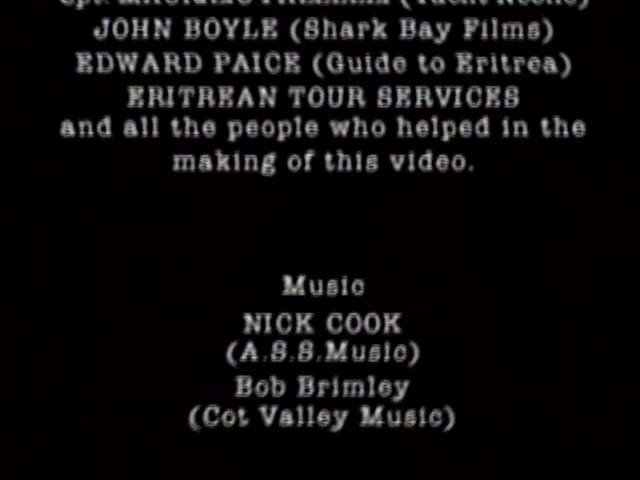 JOHN BOYLE (Shark Bay Films)
EDWARD PAICE (Guide to Eritrea)
ERITREAN TOUR SERVICES
and all the people who helped in the
making of this video.
Music
NICK COOK
(A.S.S.Music)
Bob Brimley
(Cot Valley Music)